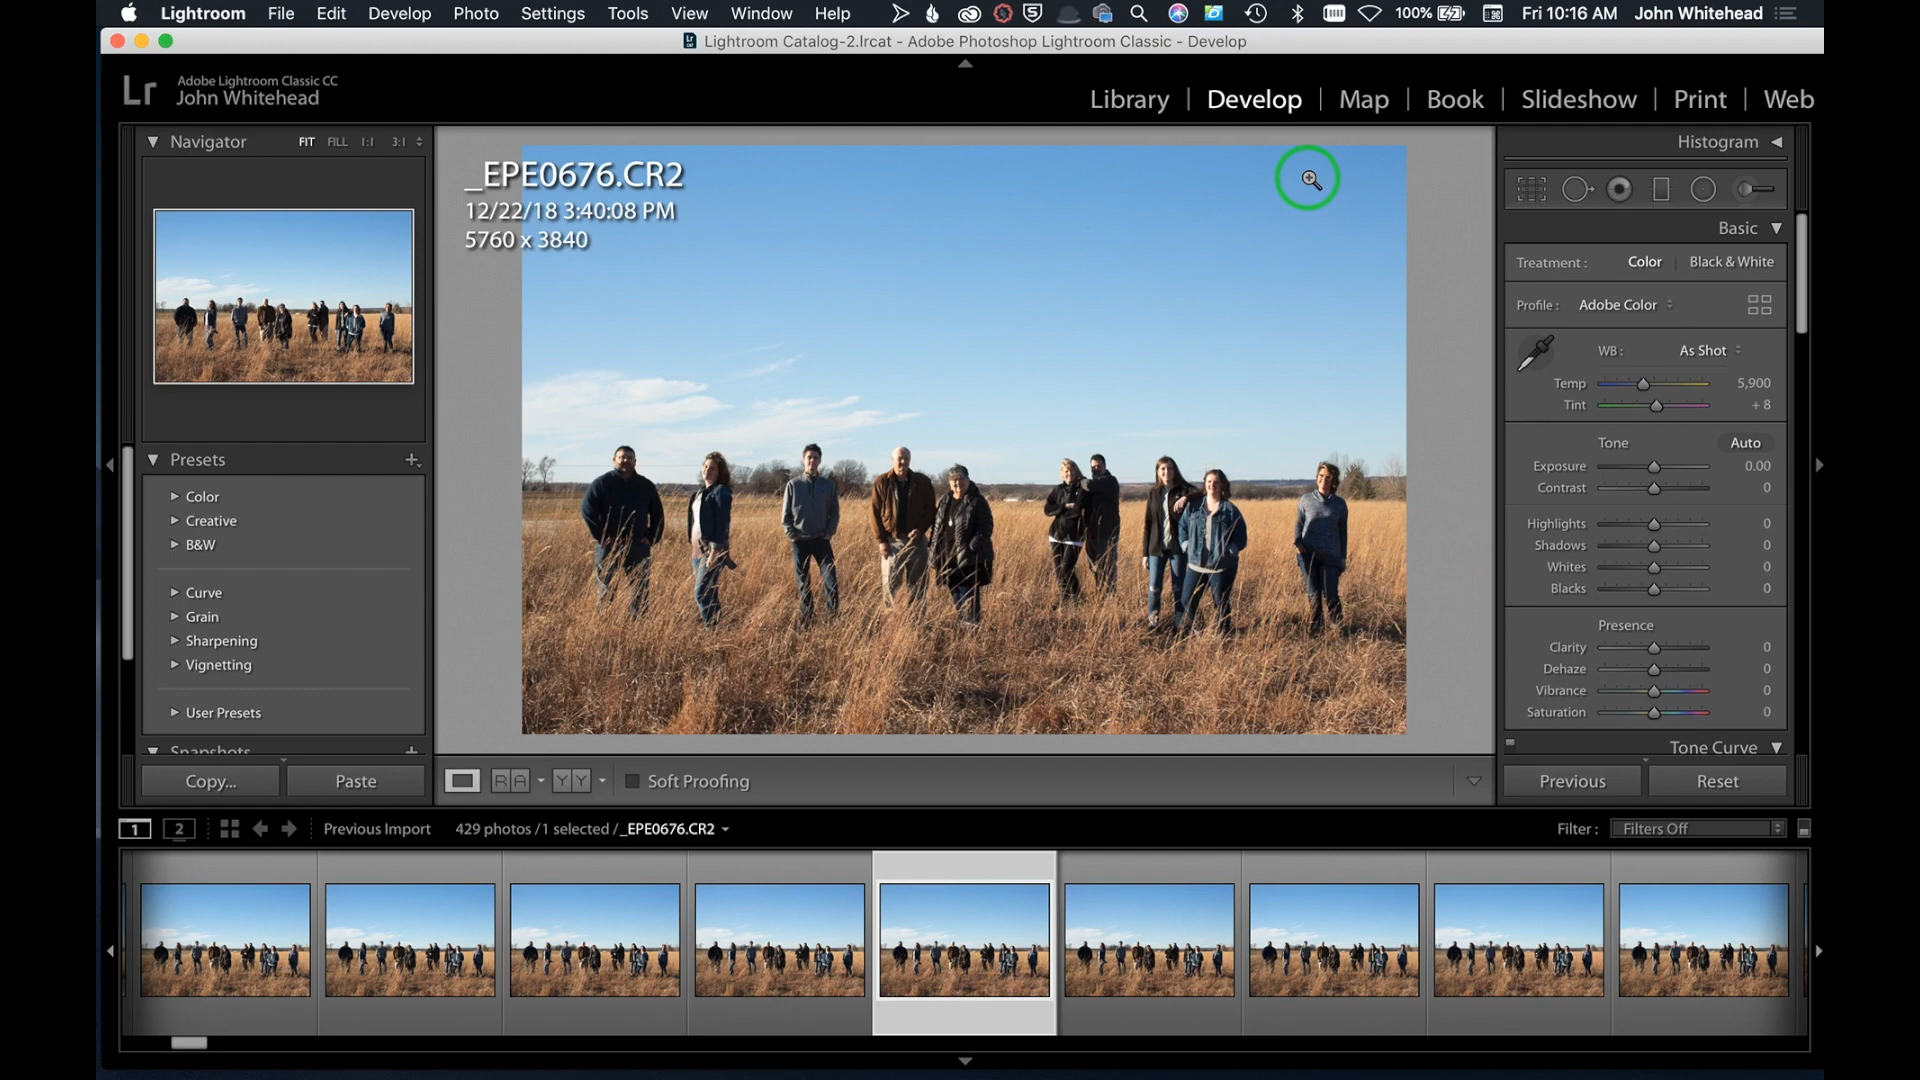 Lightroom File Edit Develop Photo Settings Tools View Window Help 100% Fri 10:16 AM John Whitehead
Lightroom Catalog-2.lrcat - Adobe Photoshop Lightroom Classic - Develop
Lr Adobe Lightroom Classic CC
John Whitehead
Library | Develop | Map | Book | Slideshow | Print | Web
Navigator FIT FILL 1:1 3:1
Histogram
_EPE0676.CR2
12/22/18 3:40:08 PM
5760 x 3840
Basic
Treatment : Color Black & White
Profile : Adobe Color
WB : As Shot
Temp 5,900
Tint + 8
Tone Auto
Exposure 0.00
Contrast 0
Highlights 0
Shadows 0
Whites 0
Blacks 0
Presence
Clarity 0
Dehaze 0
Vibrance 0
Saturation 0
Tone Curve
Previous Reset
Presets
Color
Creative
B&W
Curve
Grain
Sharpening
Vignetting
User Presets
Snapshots
Copy... Paste
R A Y Y Soft Proofing
1 2 Previous Import 429 photos /1 selected /_EPE0676.CR2 Filter : Filters Off